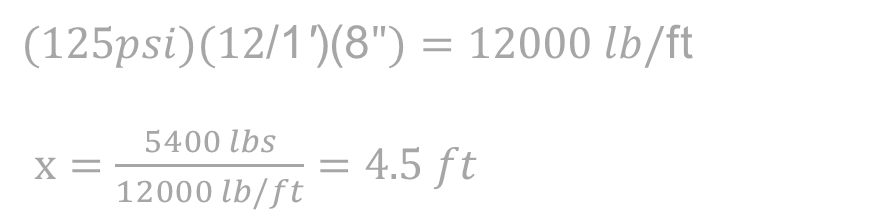 (125psi)(12/1')(8") = 12000 lb/ft
x = 5400 lbs / 12000 lb/ft = 4.5 ft